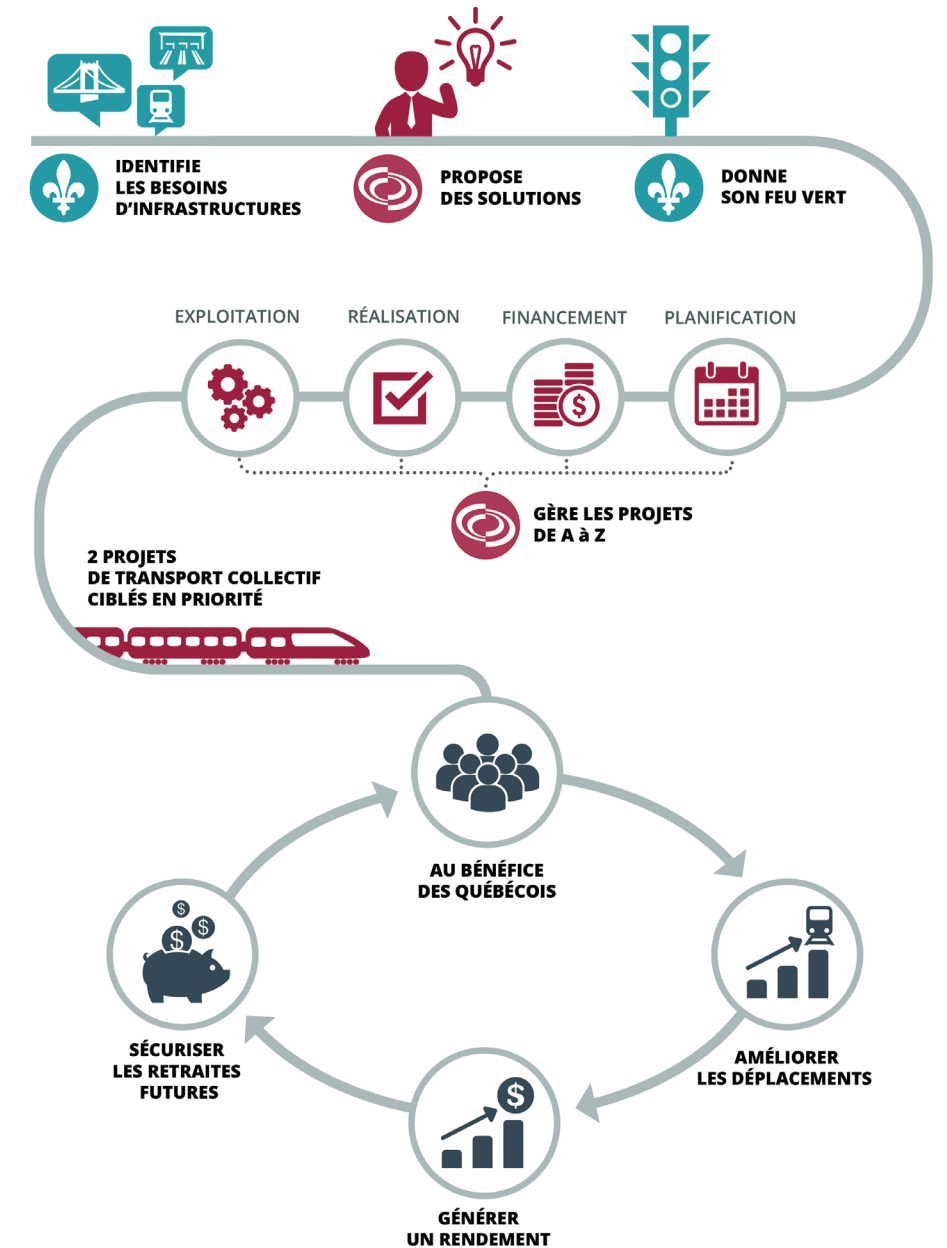 IDENTIFIE
LES BESOINS
D'INFRASTRUCTURES
PROPOSE
DES SOLUTIONS
DONNE
SON FEU VERT
EXPLOITATION
RÉALISATION
FINANCEMENT
PLANIFICATION
$
GÈRE LES PROJETS
DE A à Z
2 PROJETS
DE TRANSPORT COLLECTIF
CIBLÉS EN PRIORITÉ
AU BÉNÉFICE
DES QUÉBÉCOIS
$
$
$
SÉCURISER
LES RETRAITES
FUTURES
AMÉLIORER
LES DÉPLACEMENTS
$
GÉNÉRER
UN RENDEMENT